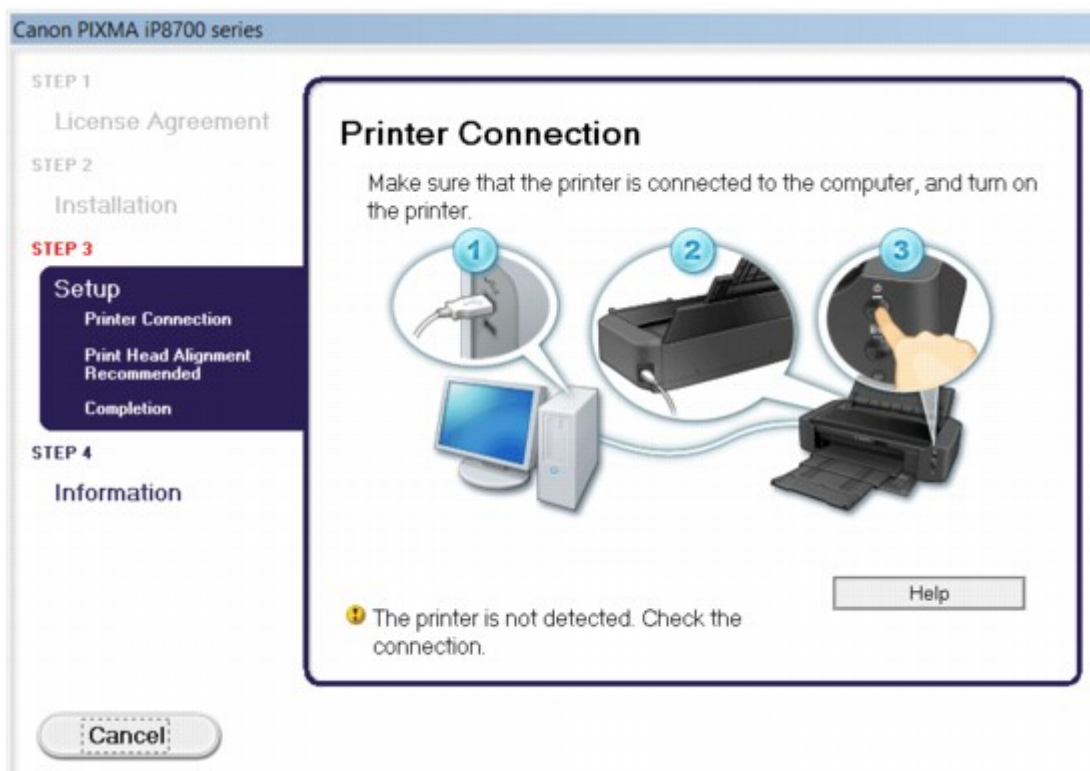 Canon PIXMA iP8700 series
STEP 1
License Agreement
STEP 2
Installation
STEP 3
Setup
Printer Connection
Print Head Alignment
Recommended
Completion
STEP 4
Information
Printer Connection
Make sure that the printer is connected to the computer, and turn on
the printer.
1
2
3
Help
The printer is not detected. Check the
connection.
Cancel